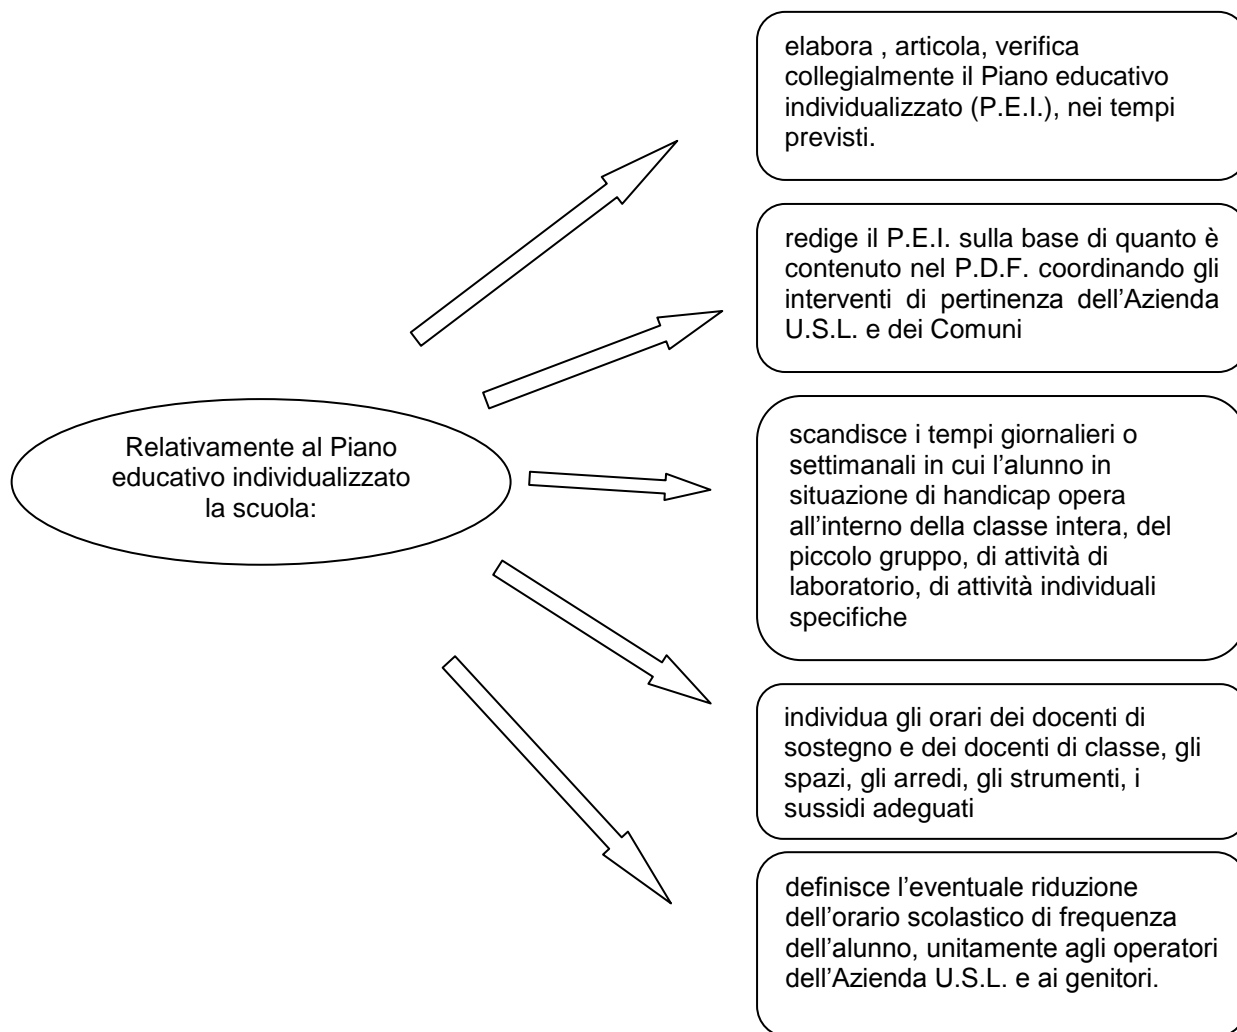 Relativamente al Piano
educativo individualizzato
la scuola:
elabora , articola, verifica
collegialmente il Piano educativo
individualizzato (P.E.I.), nei tempi
previsti.
redige il P.E.I. sulla base di quanto è
contenuto nel P.D.F. coordinando gli
interventi di pertinenza dell’Azienda
U.S.L. e dei Comuni
scandisce i tempi giornalieri o
settimanali in cui l’alunno in
situazione di handicap opera
all’interno della classe intera, del
piccolo gruppo, di attività di
laboratorio, di attività individuali
specifiche
individua gli orari dei docenti di
sostegno e dei docenti di classe, gli
spazi, gli arredi, gli strumenti, i
sussidi adeguati
definisce l’eventuale riduzione
dell’orario scolastico di frequenza
dell’alunno, unitamente agli operatori
dell’Azienda U.S.L. e ai genitori.